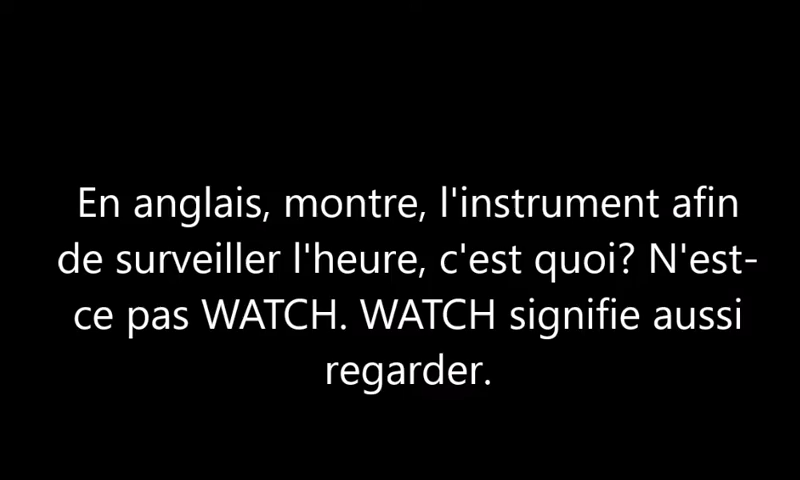 En anglais, montre, l'instrument afin
de surveiller l'heure, c'est quoi? N'est-
ce pas WATCH. WATCH signifie aussi
regarder.